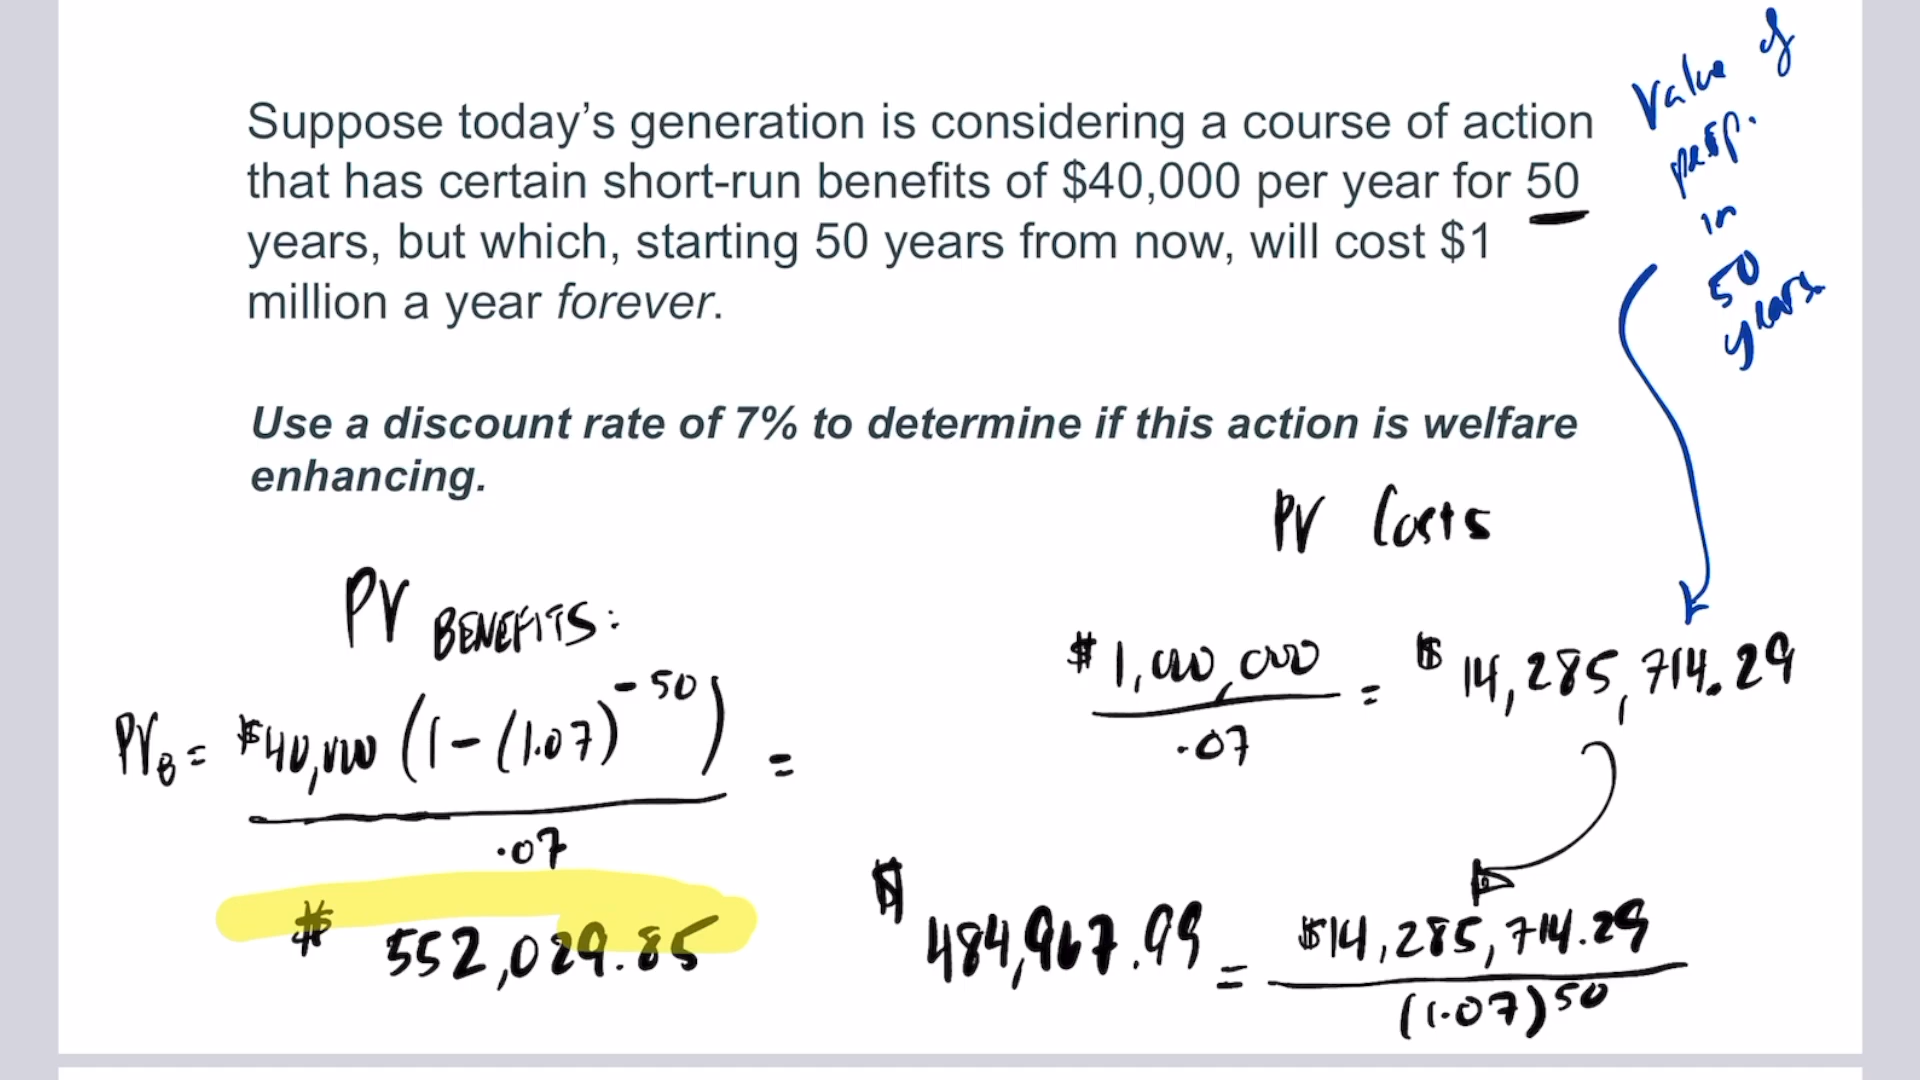 Suppose today’s generation is considering a course of action
that has certain short-run benefits of $40,000 per year for 50
years, but which, starting 50 years from now, will cost $1
million a year forever.
Value of
perp.
in
50
years
Use a discount rate of 7% to determine if this action is welfare
enhancing.
PV Costs
PV BENEFITS:
$1,000,000 / .07 = $14,285,714.29
PVB = $40,000 (1-(1.07)^-50) / .07 =
$552,029.85
$484,967.99 = $14,285,714.29 / (1.07)^50